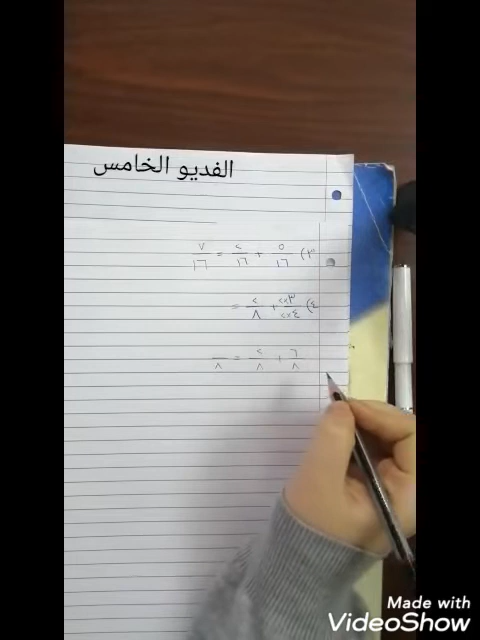 الفديو الخامس
٣) ٥/١٦ + ٢/١٦ = ٧/١٦
٤) ٣×٢/٤×٢ + ٢/٨ =
٦/٨ + ٢/٨ = /٨
Made with
VideoShow